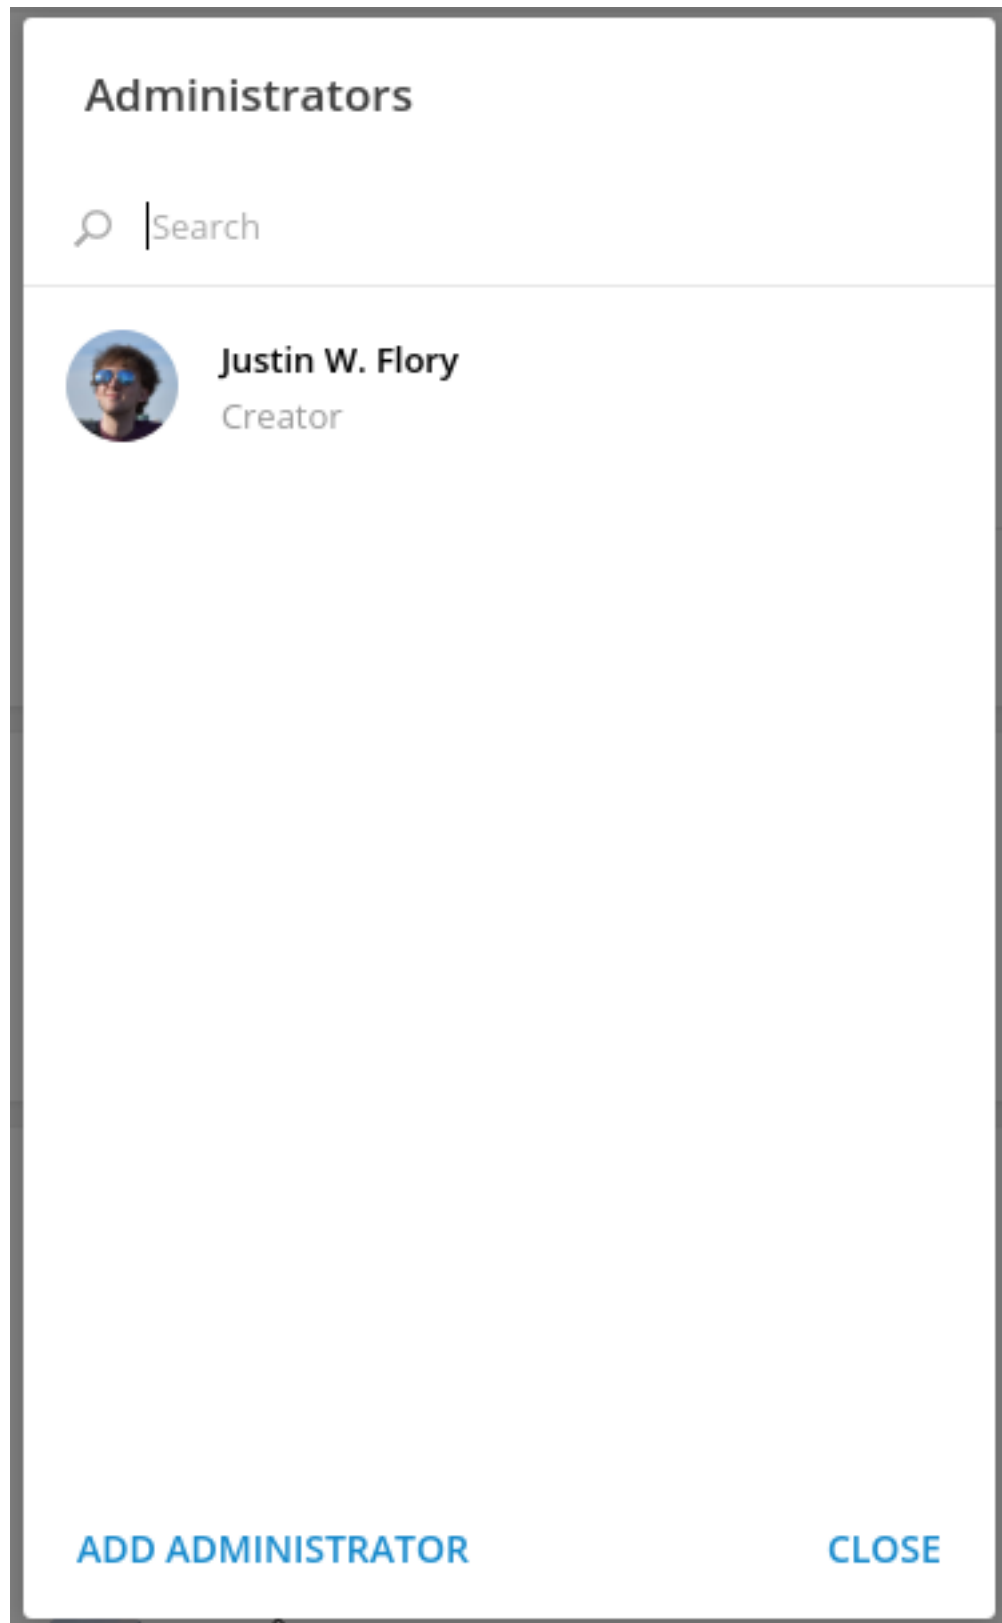 Administrators
Search
Justin W. Flory
Creator
ADD ADMINISTRATOR
CLOSE